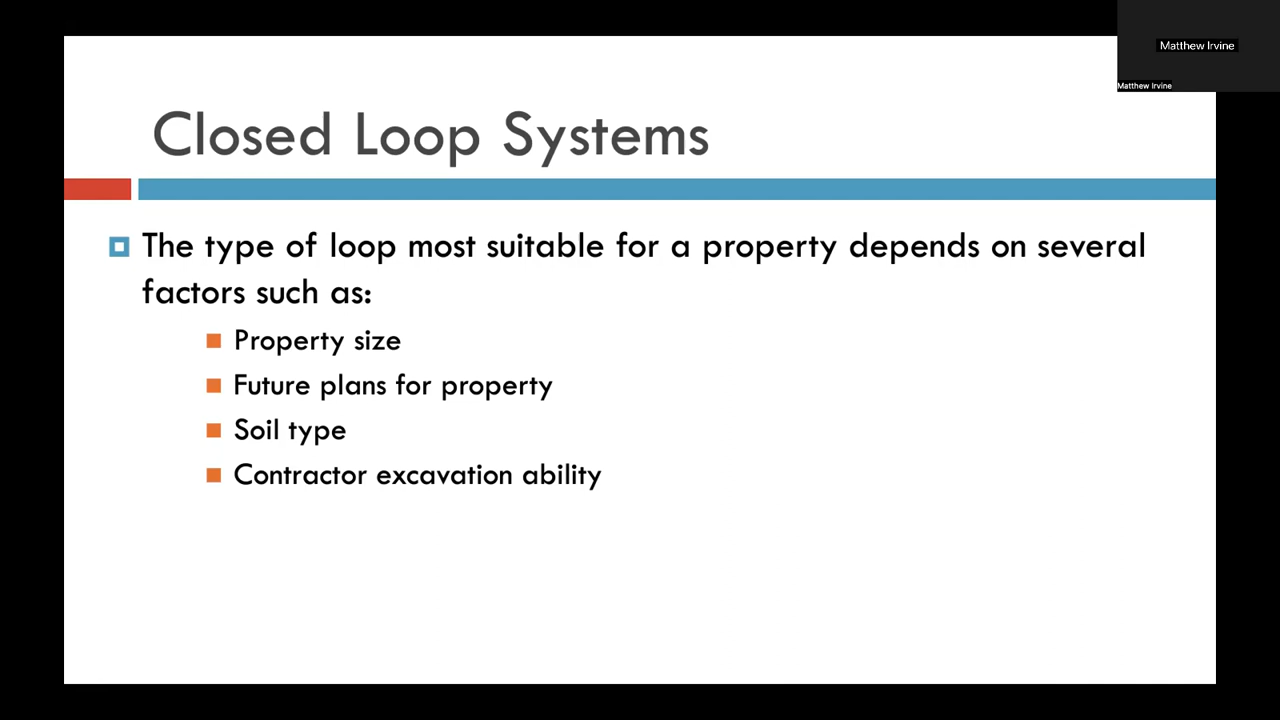 Matthew Irvine
Matthew Irvine
Closed Loop Systems
The type of loop most suitable for a property depends on several
factors such as:
Property size
Future plans for property
Soil type
Contractor excavation ability